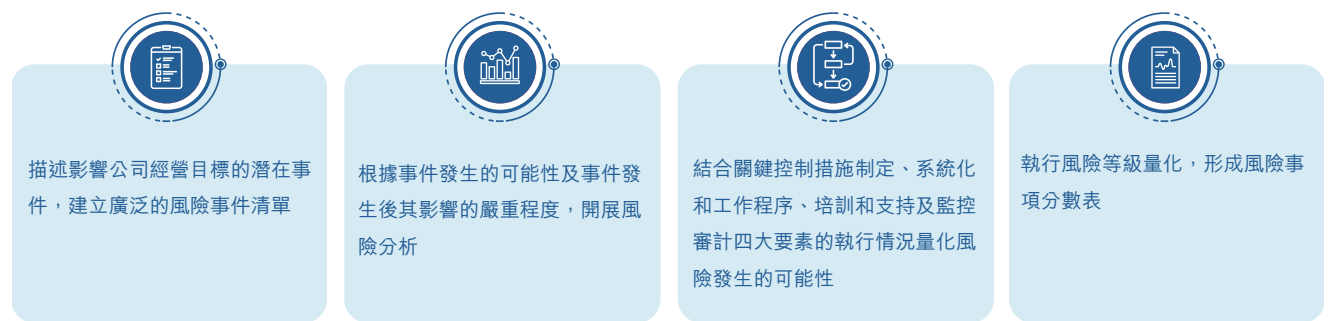 描述影響公司經營目標的潛在事
件，建立廣泛的風險事件清單
根據事件發生的可能性及事件發
生後其影響的嚴重程度，開展風
險分析
結合關鍵控制措施制定、系統化
和工作程序、培訓和支持及監控
審計四大要素的執行情況量化風
險發生的可能性
執行風險等級量化，形成風險事
項分數表